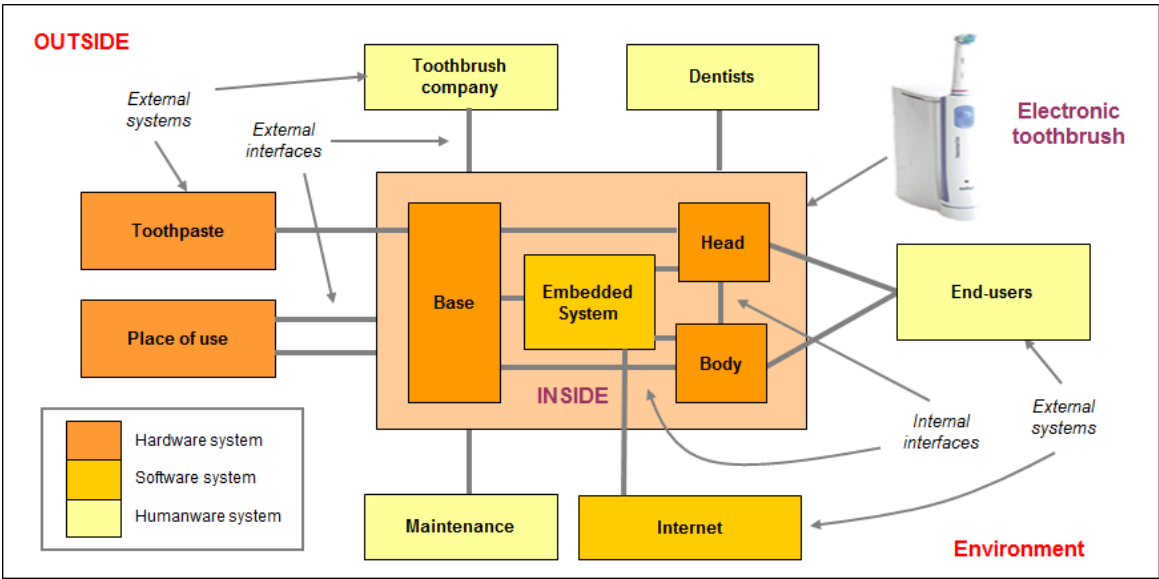 OUTSIDE
Toothbrush
company
Dentists
External
systems
External
interfaces
Electronic
toothbrush
Toothpaste
Head
Base
Embedded
System
End-users
Place of use
Body
INSIDE
Internal
interfaces
External
systems
Hardware system
Software system
Humanware system
Maintenance
Internet
Environment